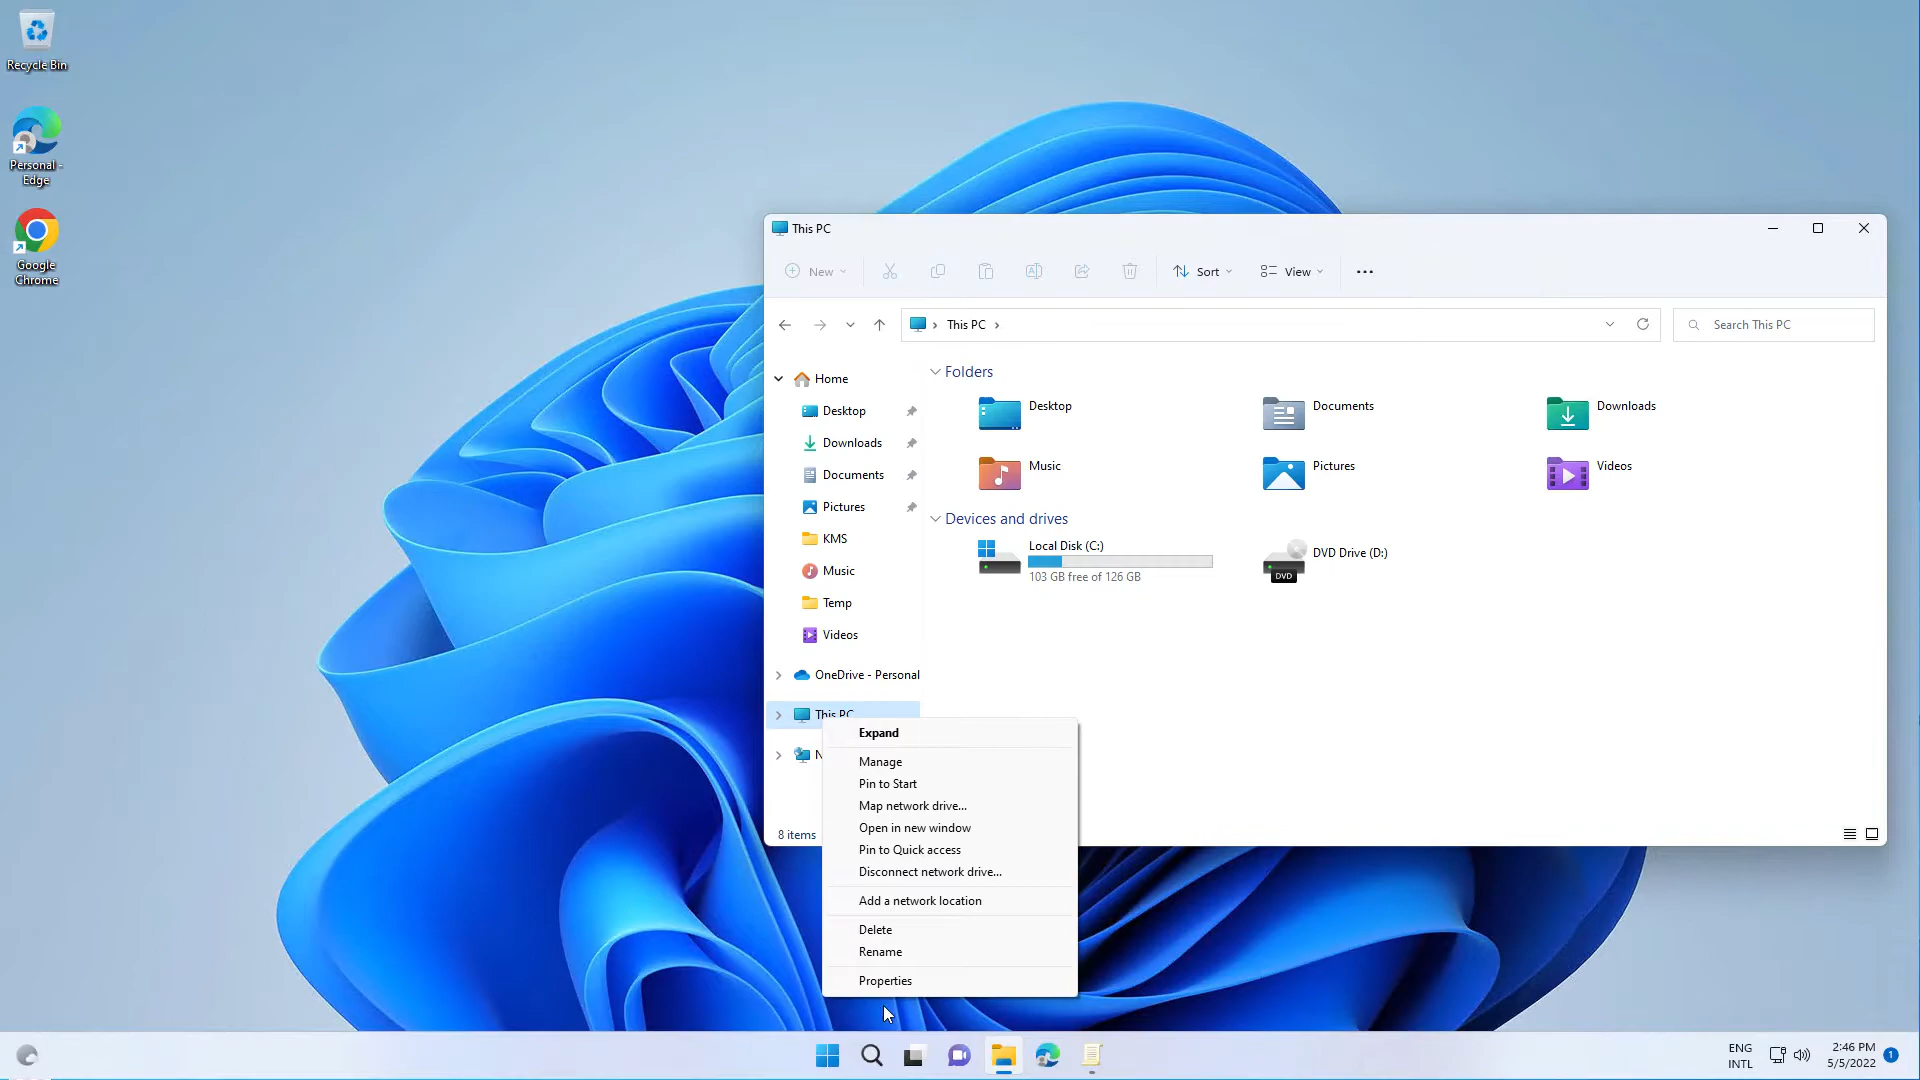 Recycle Bin
Personal -
Edge
Google
Chrome
This PC
New
Sort
View
This PC
Search This PC
Home
Desktop
Downloads
Documents
Pictures
KMS
Music
Temp
Videos
OneDrive - Personal
This PC
N
8 items
Folders
Desktop
Documents
Downloads
Music
Pictures
Videos
Devices and drives
Local Disk (C:)
103 GB free of 126 GB
DVD Drive (D:)
DVD
Expand
Manage
Pin to Start
Map network drive...
Open in new window
Pin to Quick access
Disconnect network drive...
Add a network location
Delete
Rename
Properties
ENG
INTL
2:46 PM
5/5/2022
1